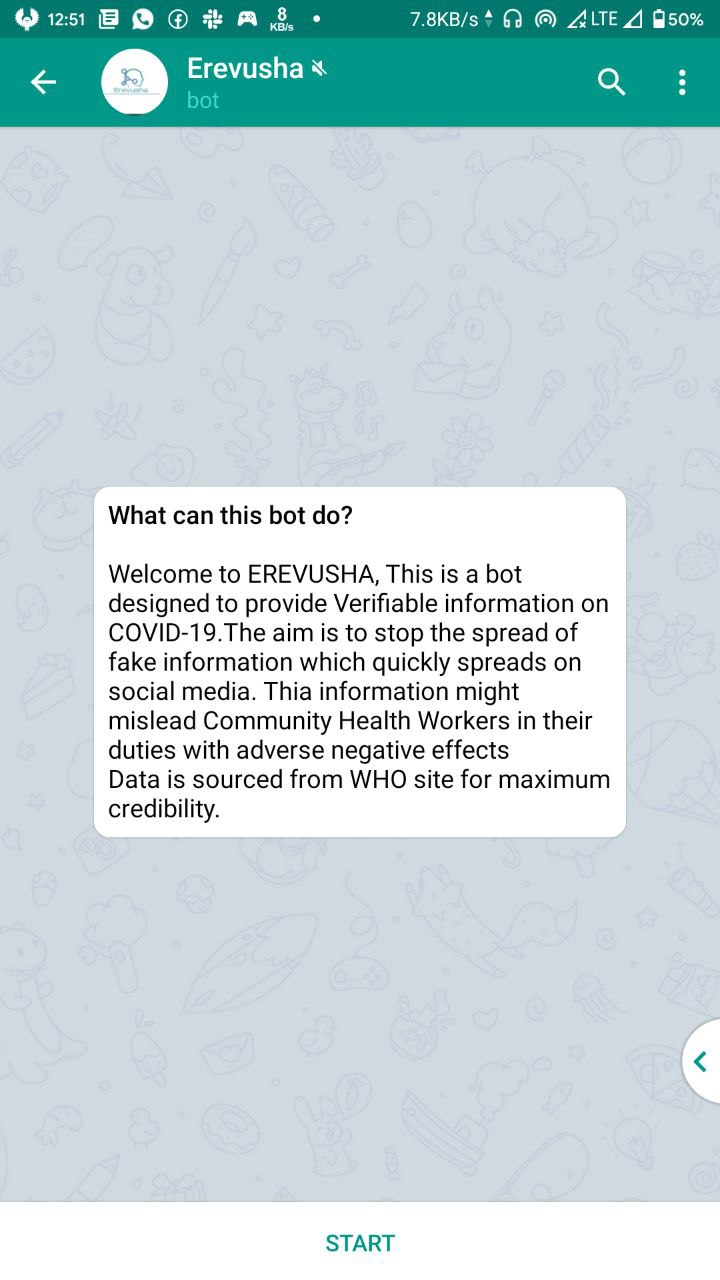 12:51 8 KB/s 7.8KB/s LTE 50%
Erevusha
bot
Erevusha
What can this bot do?
Welcome to EREVUSHA, This is a bot
designed to provide Verifiable information on
COVID-19.The aim is to stop the spread of
fake information which quickly spreads on
social media. Thia information might
mislead Community Health Workers in their
duties with adverse negative effects
Data is sourced from WHO site for maximum
credibility.
START